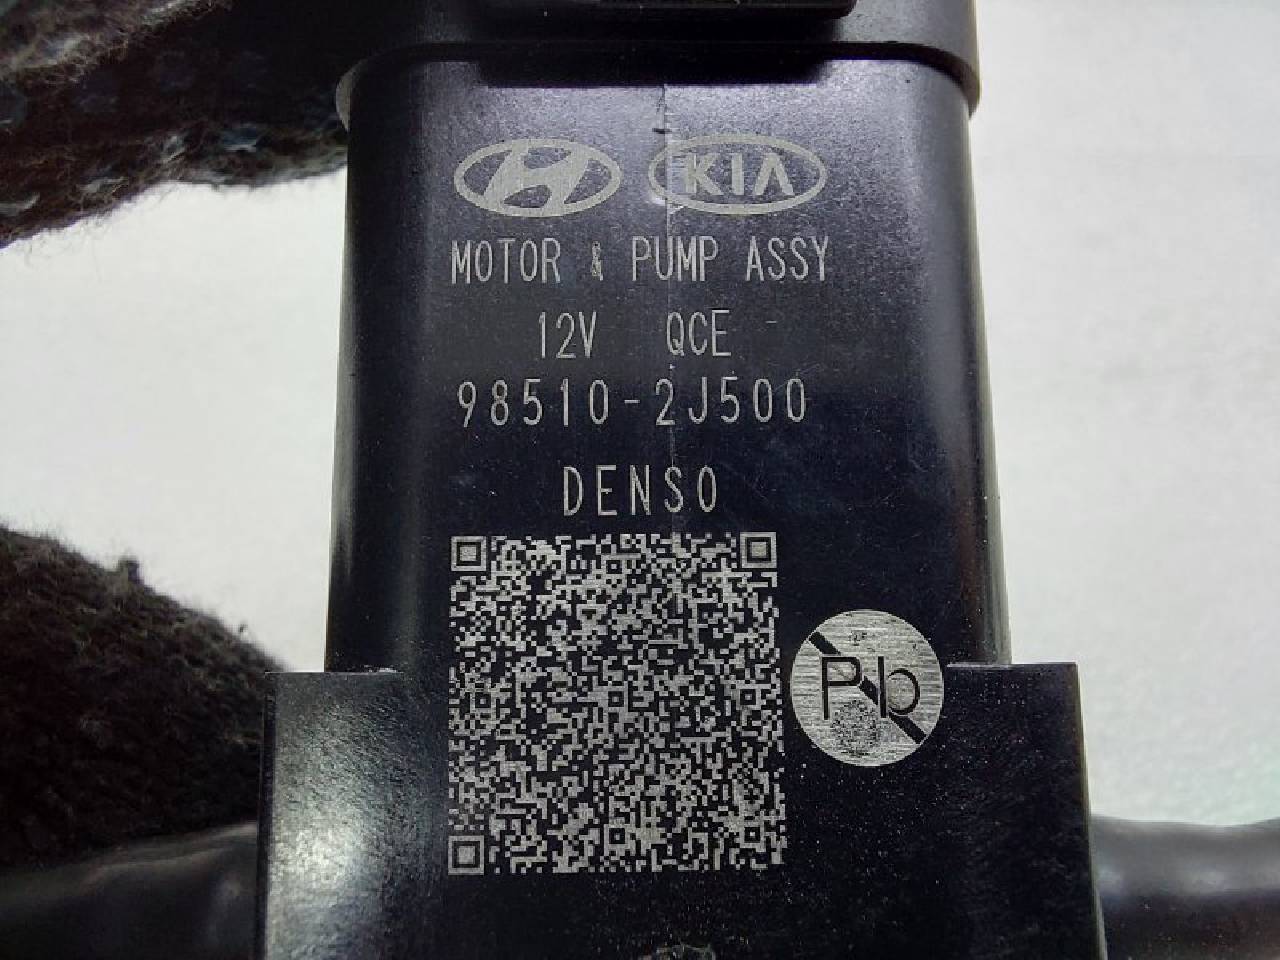 KIA
MOTOR & PUMP ASSY
12V QCE
98510-2J500
DENSO
Pb